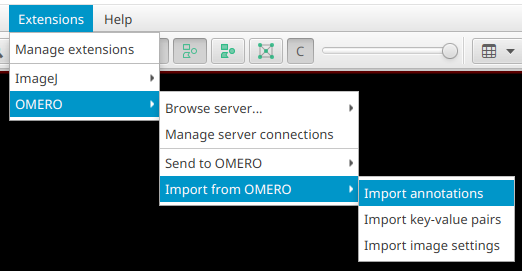 Extensions Help
Manage extensions
ImageJ
OMERO
C
Browse server...
Manage server connections
Send to OMERO
Import from OMERO
Import annotations
Import key-value pairs
Import image settings